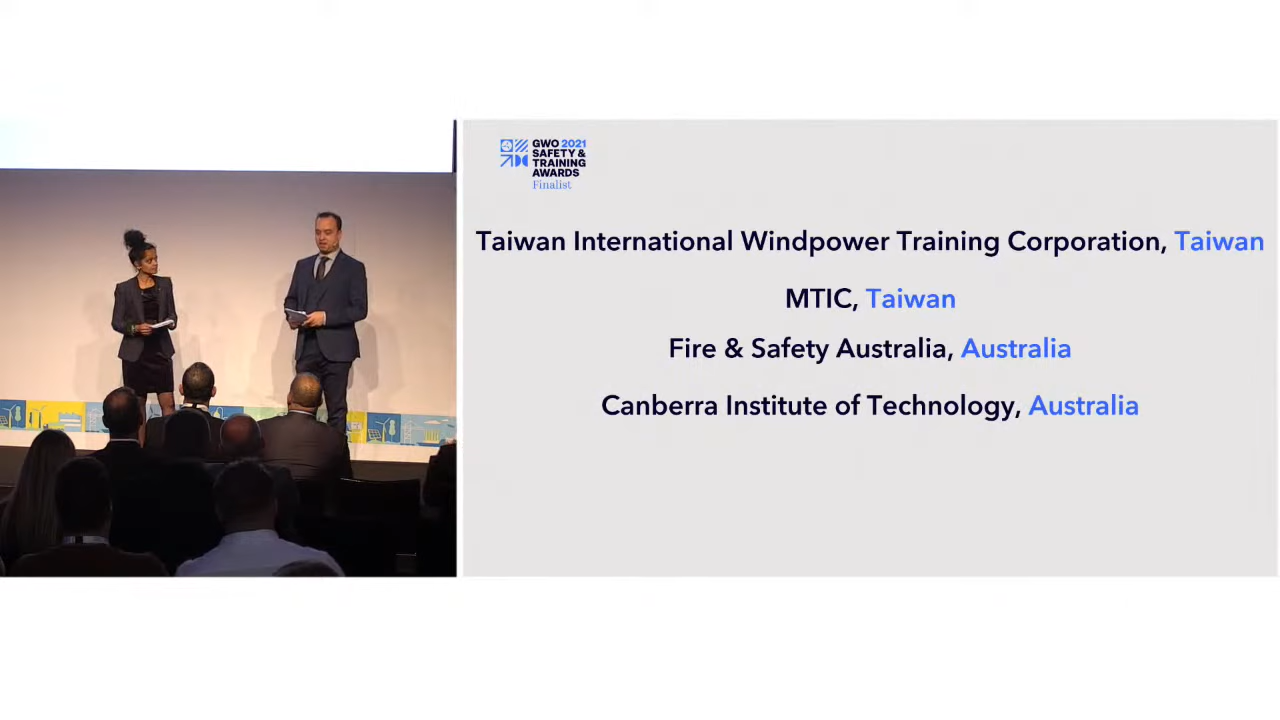 GWO 2021
SAFETY &
TRAINING
AWARDS
Finalist
Taiwan International Windpower Training Corporation, Taiwan
MTIC, Taiwan
Fire & Safety Australia, Australia
Canberra Institute of Technology, Australia